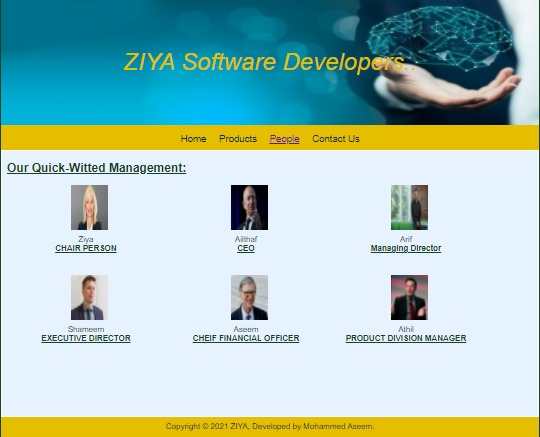 ZIYA Software Developers..
Home Products People Contact Us
Our Quick-Witted Management:
Ziya
CHAIR PERSON
Ailthaf
CEO
Arif
Managing Director
Shameem
EXECUTIVE DIRECTOR
Aseem
CHEIF FINANCIAL OFFICER
Athil
PRODUCT DIVISION MANAGER
Copyright © 2021 ZIYA, Developed by Mohammed Aseem.